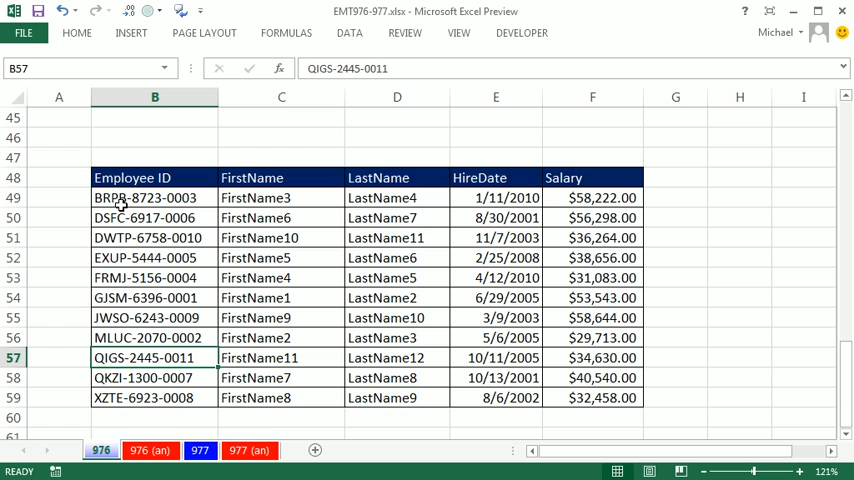 EMT976-977.xlsx - Microsoft Excel Preview
FILE HOME INSERT PAGE LAYOUT FORMULAS DATA REVIEW VIEW DEVELOPER Michael
B57 fx QIGS-2445-0011
A B C D E F G H I
45
46
47
48 Employee ID FirstName LastName HireDate Salary
49 BRPB-8723-0003 FirstName3 LastName4 1/11/2010 $58,222.00
50 DSFC-6917-0006 FirstName6 LastName7 8/30/2001 $56,298.00
51 DWTP-6758-0010 FirstName10 LastName11 11/7/2003 $36,264.00
52 EXUP-5444-0005 FirstName5 LastName6 2/25/2008 $38,656.00
53 FRMJ-5156-0004 FirstName4 LastName5 4/12/2010 $31,083.00
54 GJSM-6396-0001 FirstName1 LastName2 6/29/2005 $53,543.00
55 JWSO-6243-0009 FirstName9 LastName10 3/9/2003 $58,644.00
56 MLUC-2070-0002 FirstName2 LastName3 5/6/2005 $29,713.00
57 QIGS-2445-0011 FirstName11 LastName12 10/11/2005 $34,630.00
58 QKZI-1300-0007 FirstName7 LastName8 10/13/2001 $40,540.00
59 XZTE-6923-0008 FirstName8 LastName9 8/6/2002 $32,458.00
60
61
976 976 (an) 977 977 (an)
READY 121%